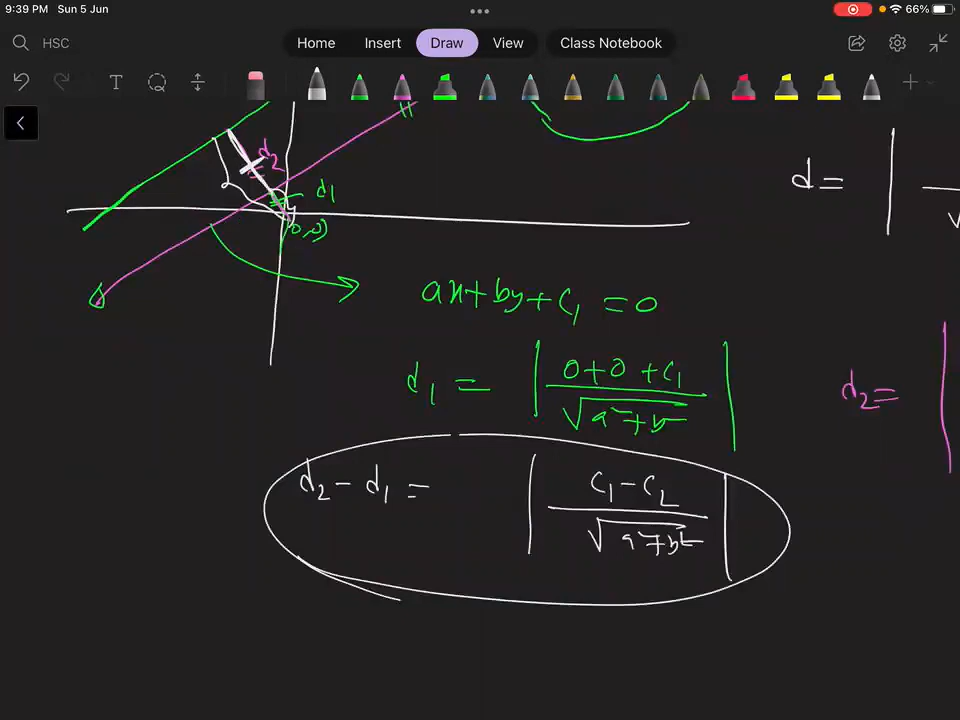 9:39 PM Sun 5 Jun
66%
HSC
Home Insert Draw View Class Notebook
d2
d1
0,0)
d =
ax+by+c1 = 0
d1 = | 0+0+c1 / √a²+b² |
d2 =
d2 - d1 = | c1-c2 / √a²+b² |